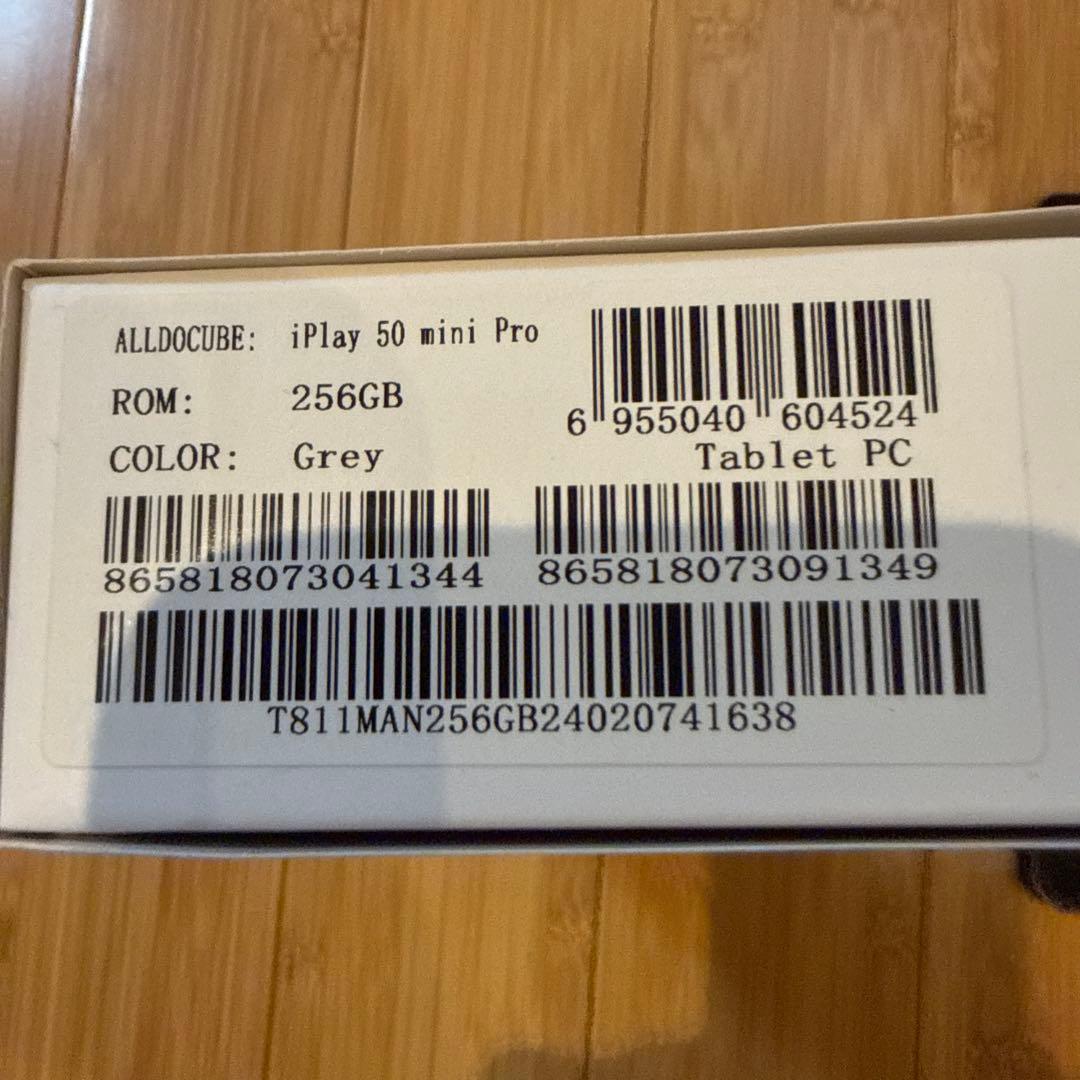 ALLDOCUBE: iPlay 50 mini Pro
ROM: 256GB
COLOR: Grey
6 955040 604524
Tablet PC
865818073041344
865818073091349
T811MAN256GB24020741638